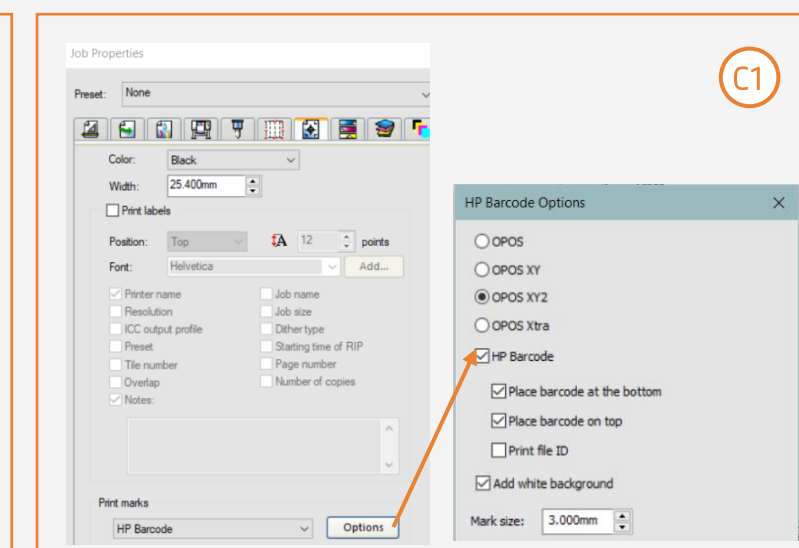 Job Properties
Preset: None
Color: Black
Width: 25.400mm
Print labels
Position: Top 12 points
Font: Helvetica Add...
Printer name Job name
Resolution Job size
ICC output profile Dither type
Preset Starting time of RIP
Tile number Page number
Overlap Number of copies
Notes:
Print marks
HP Barcode Options
C1
HP Barcode Options
OPOS
OPOS XY
OPOS XY2
OPOS Xtra
HP Barcode
Place barcode at the bottom
Place barcode on top
Print file ID
Add white background
Mark size: 3.000mm